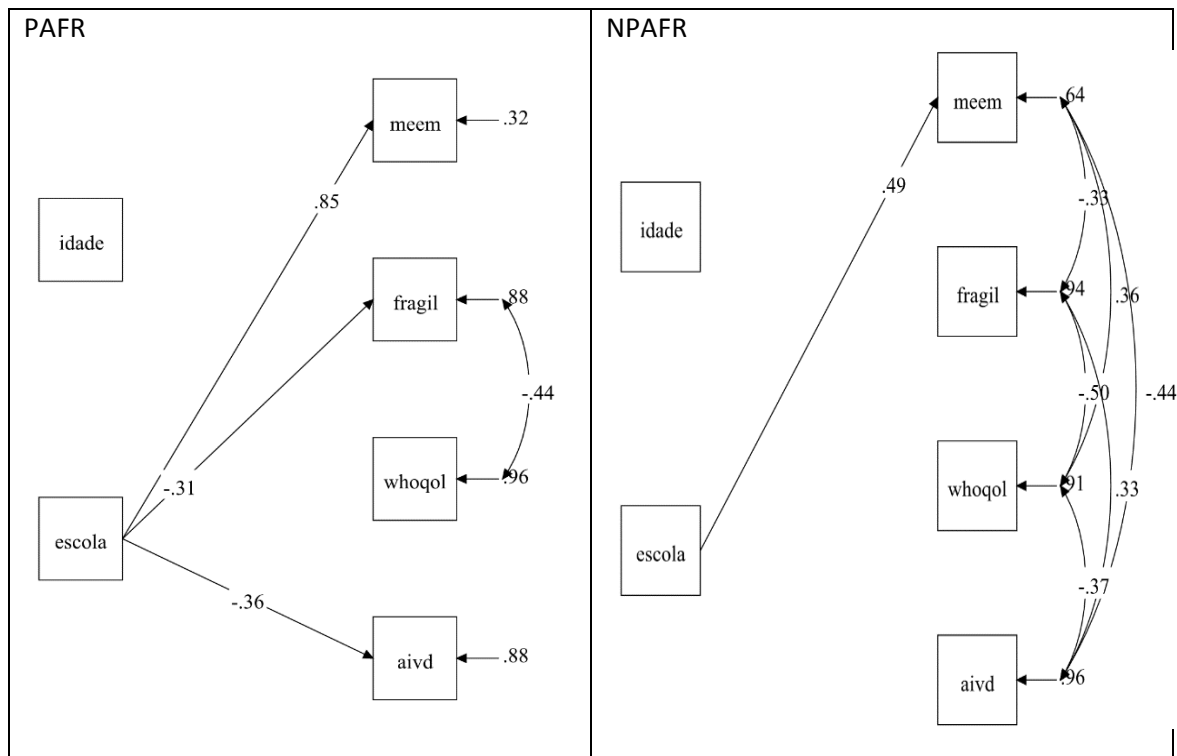 PAFR
meem
.32
.85
idade
fragil
.88
-.44
-.31
whoqol
.96
escola
-.36
aivd
.88
NPAFR
meem
.64
.49
-.33
idade
fragil
.94
.36
-.50
-.44
whoqol
.91
.33
escola
-.37
aivd
.96